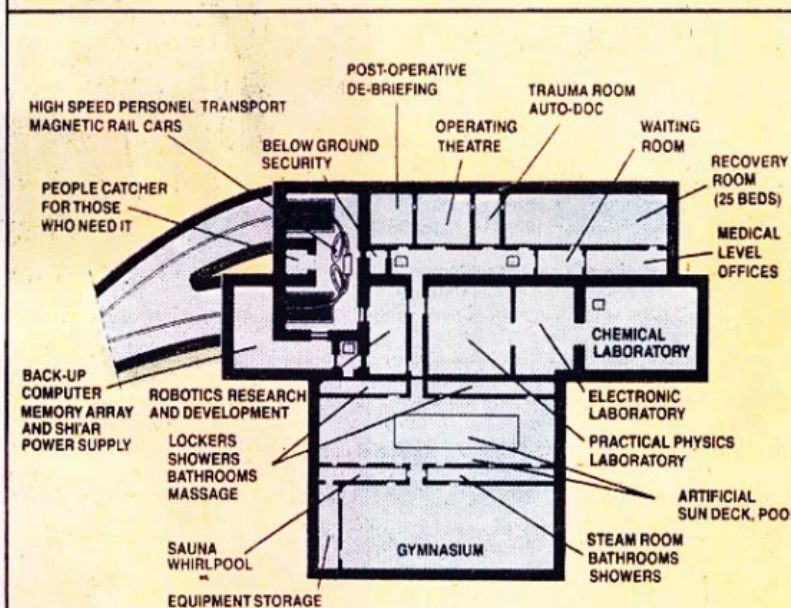 POST-OPERATIVE
DE-BRIEFING
TRAUMA ROOM
AUTO-DOC
HIGH SPEED PERSONEL TRANSPORT
MAGNETIC RAIL CARS
OPERATING
THEATRE
WAITING
ROOM
BELOW GROUND
SECURITY
RECOVERY
ROOM
(25 BEDS)
PEOPLE CATCHER
FOR THOSE
WHO NEED IT
MEDICAL
LEVEL
OFFICES
CHEMICAL
LABORATORY
BACK-UP
COMPUTER
MEMORY ARRAY
AND SHI'AR
POWER SUPPLY
ROBOTICS RESEARCH
AND DEVELOPMENT
ELECTRONIC
LABORATORY
LOCKERS
SHOWERS
BATHROOMS
MASSAGE
PRACTICAL PHYSICS
LABORATORY
ARTIFICIAL
SUN DECK, POOL
SAUNA
WHIRLPOOL
GYMNASIUM
STEAM ROOM
BATHROOMS
SHOWERS
EQUIPMENT STORAGE